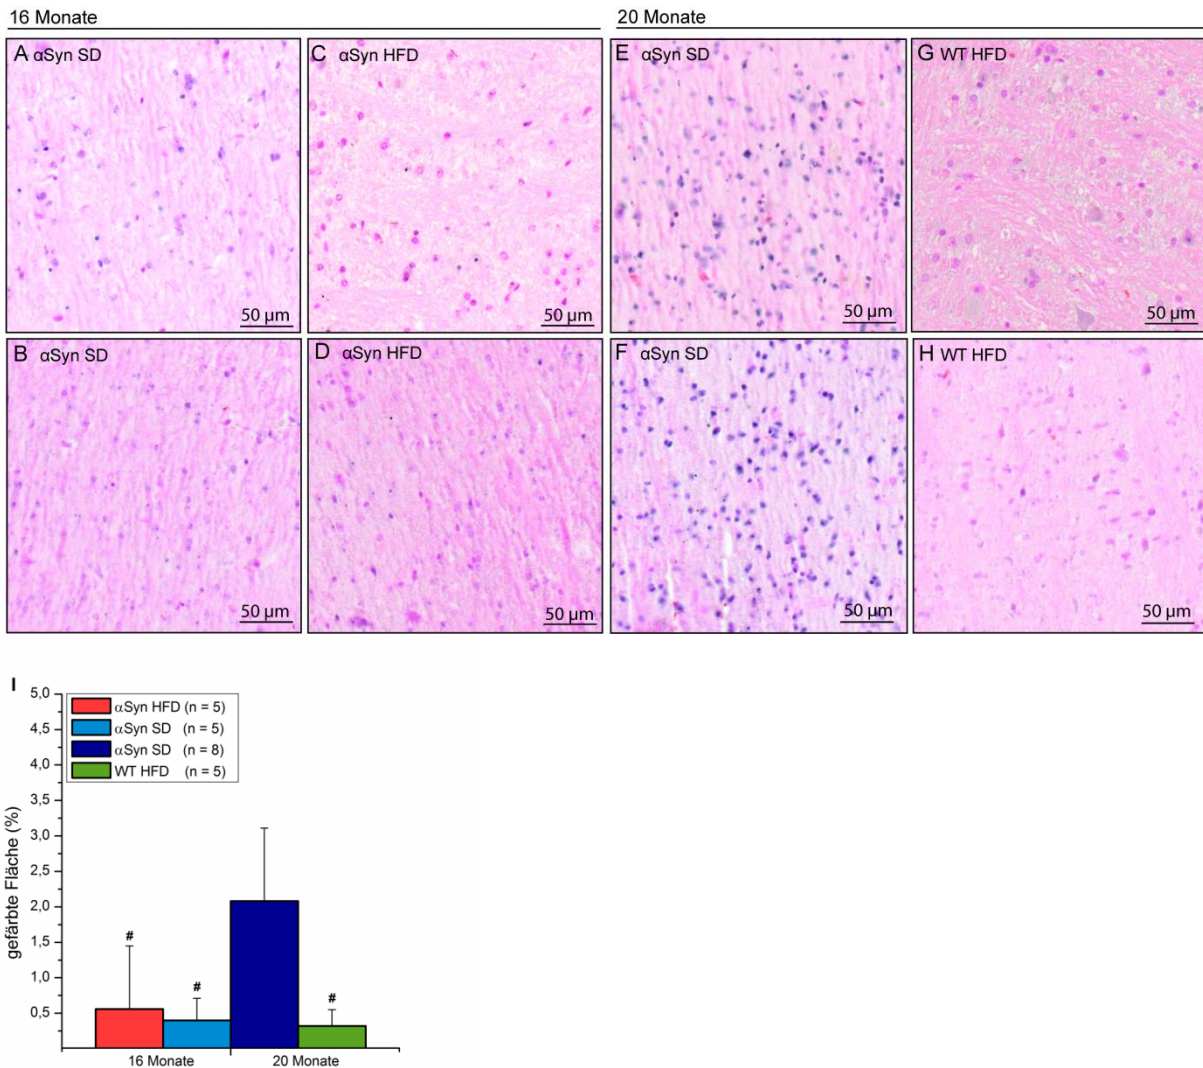 16 Monate
20 Monate
A αSyn SD
50 µm
C αSyn HFD
50 µm
E αSyn SD
50 µm
G WT HFD
50 µm
B αSyn SD
50 µm
D αSyn HFD
50 µm
F αSyn SD
50 µm
H WT HFD
50 µm
I
gefärbte Fläche (%)
5,0
4,5
4,0
3,5
3,0
2,5
2,0
1,5
1,0
0,5
αSyn HFD (n = 5)
αSyn SD (n = 5)
αSyn SD (n = 8)
WT HFD (n = 5)
#
#
#
16 Monate
20 Monate